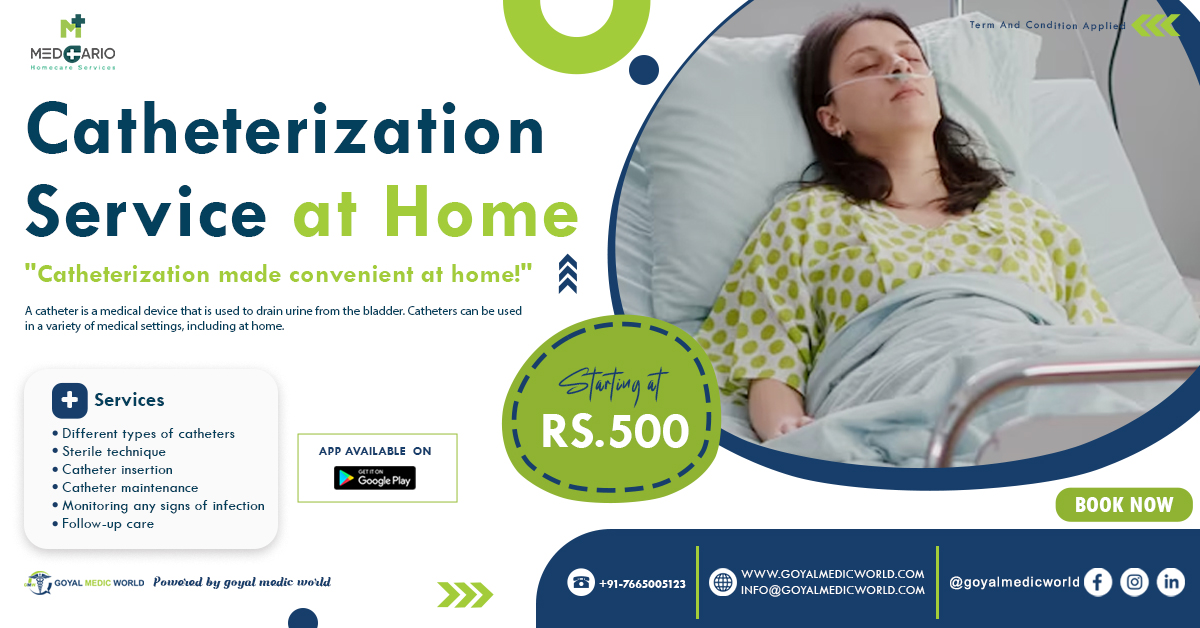 MEDCARIO
Homecare Services
Term And Condition Applied
Catheterization
Service at Home
"Catheterization made convenient at home!"
A catheter is a medical device that is used to drain urine from the bladder. Catheters can be used
in a variety of medical settings, including at home.
Services
• Different types of catheters
• Sterile technique
• Catheter insertion
• Catheter maintenance
• Monitoring any signs of infection
• Follow-up care
APP AVAILABLE ON
GET IT ON
Google Play
Starting at
RS.500
BOOK NOW
GOYAL MEDIC WORLD Powered by goyal medic world
+91-7665005123
WWW.GOYALMEDICWORLD.COM
INFO@GOYALMEDICWORLD.COM
@goyalmedicworld